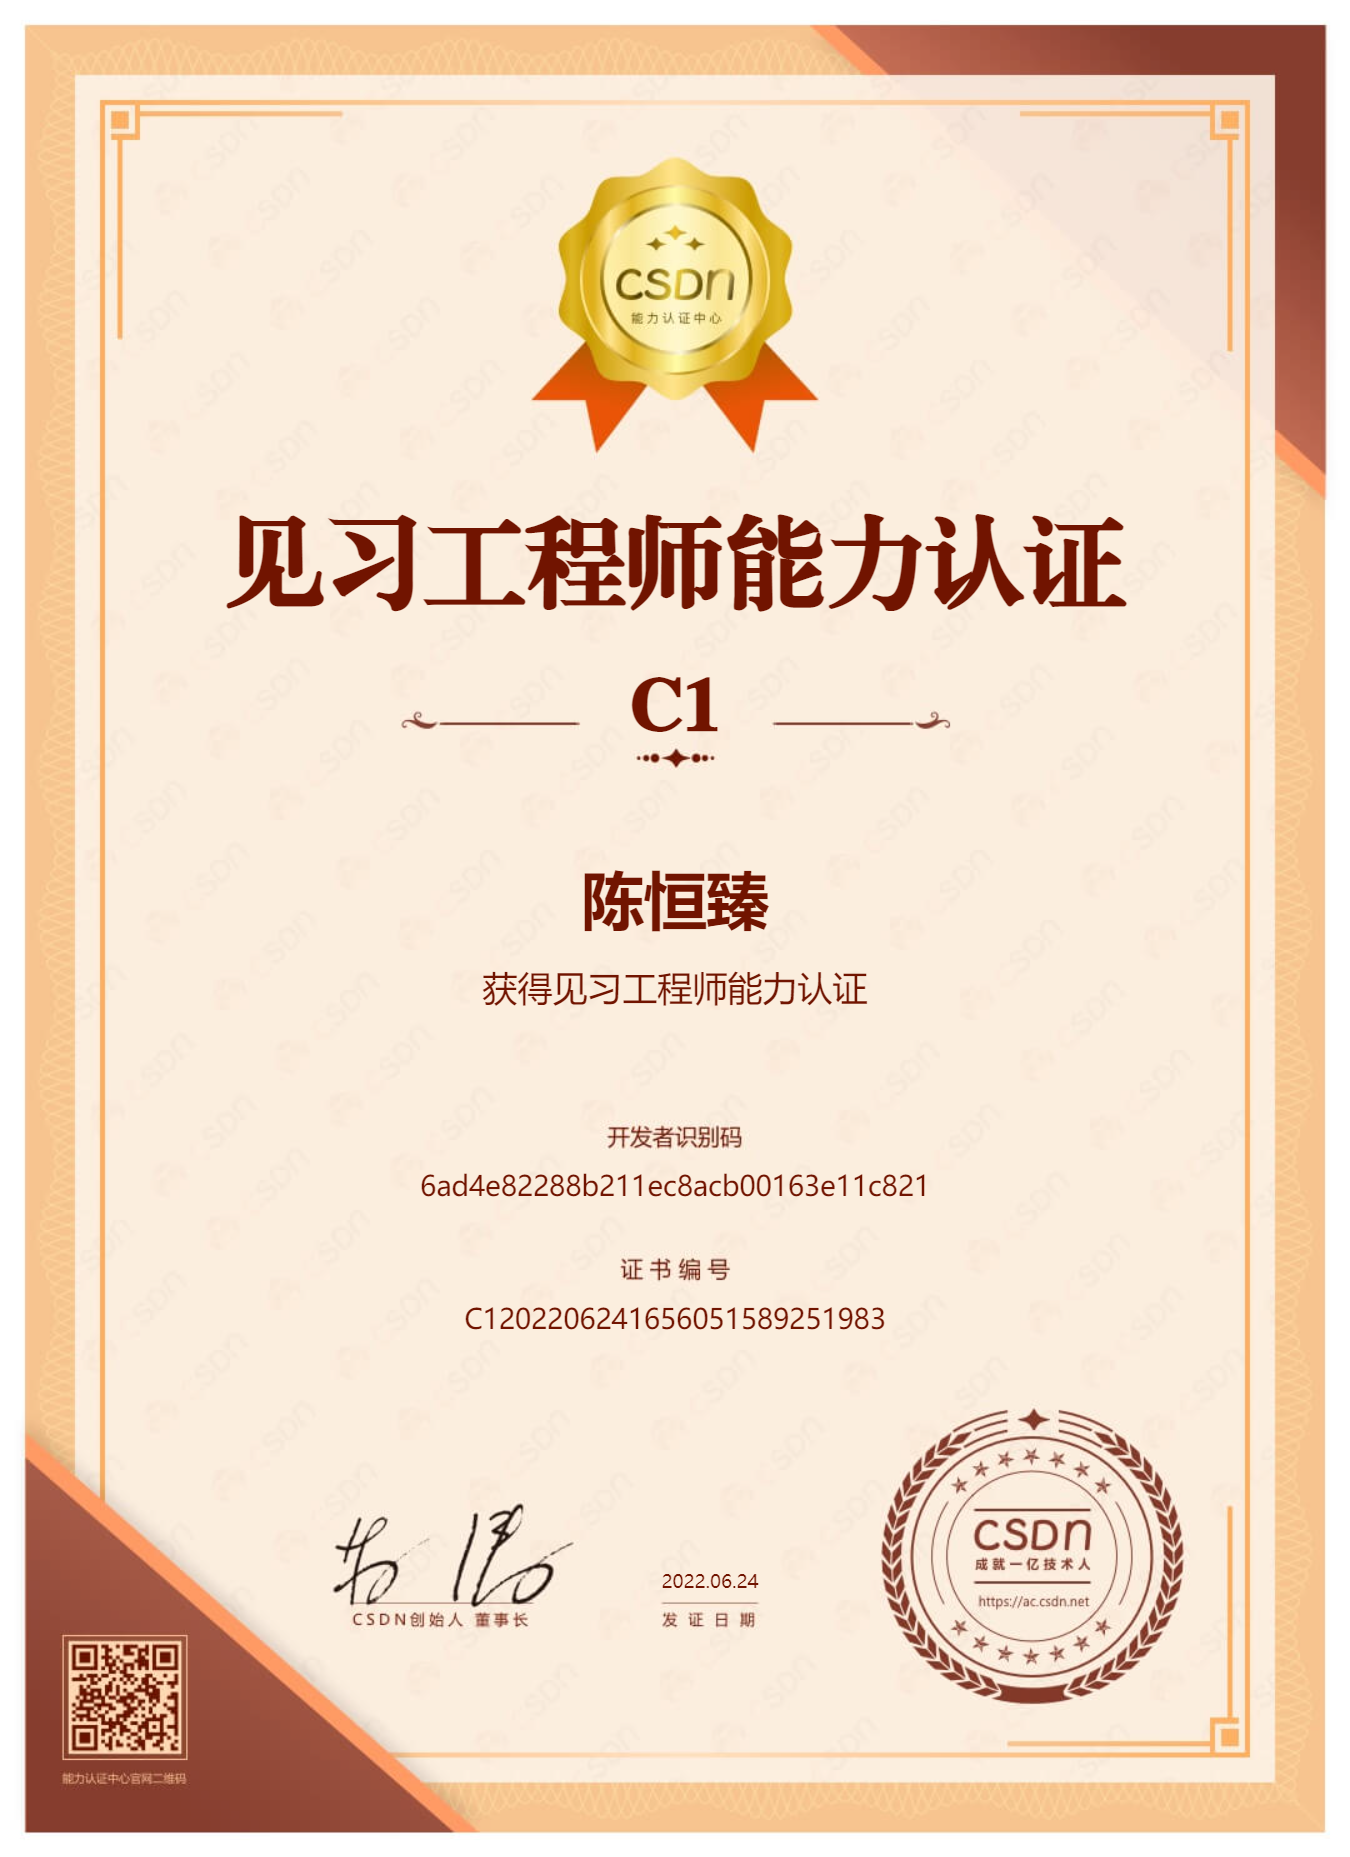 CSDN
能力认证中心
见习工程师能力认证
C1
陈恒臻
获得见习工程师能力认证
开发者识别码
6ad4e82288b211ec8acb00163e11c821
证书编号
C1202206241656051589251983
CSDN创始人 董事长
2022.06.24
发证日期
CSDN
成就一亿技术人
https://ac.csdn.net
能力认证中心官网二维码